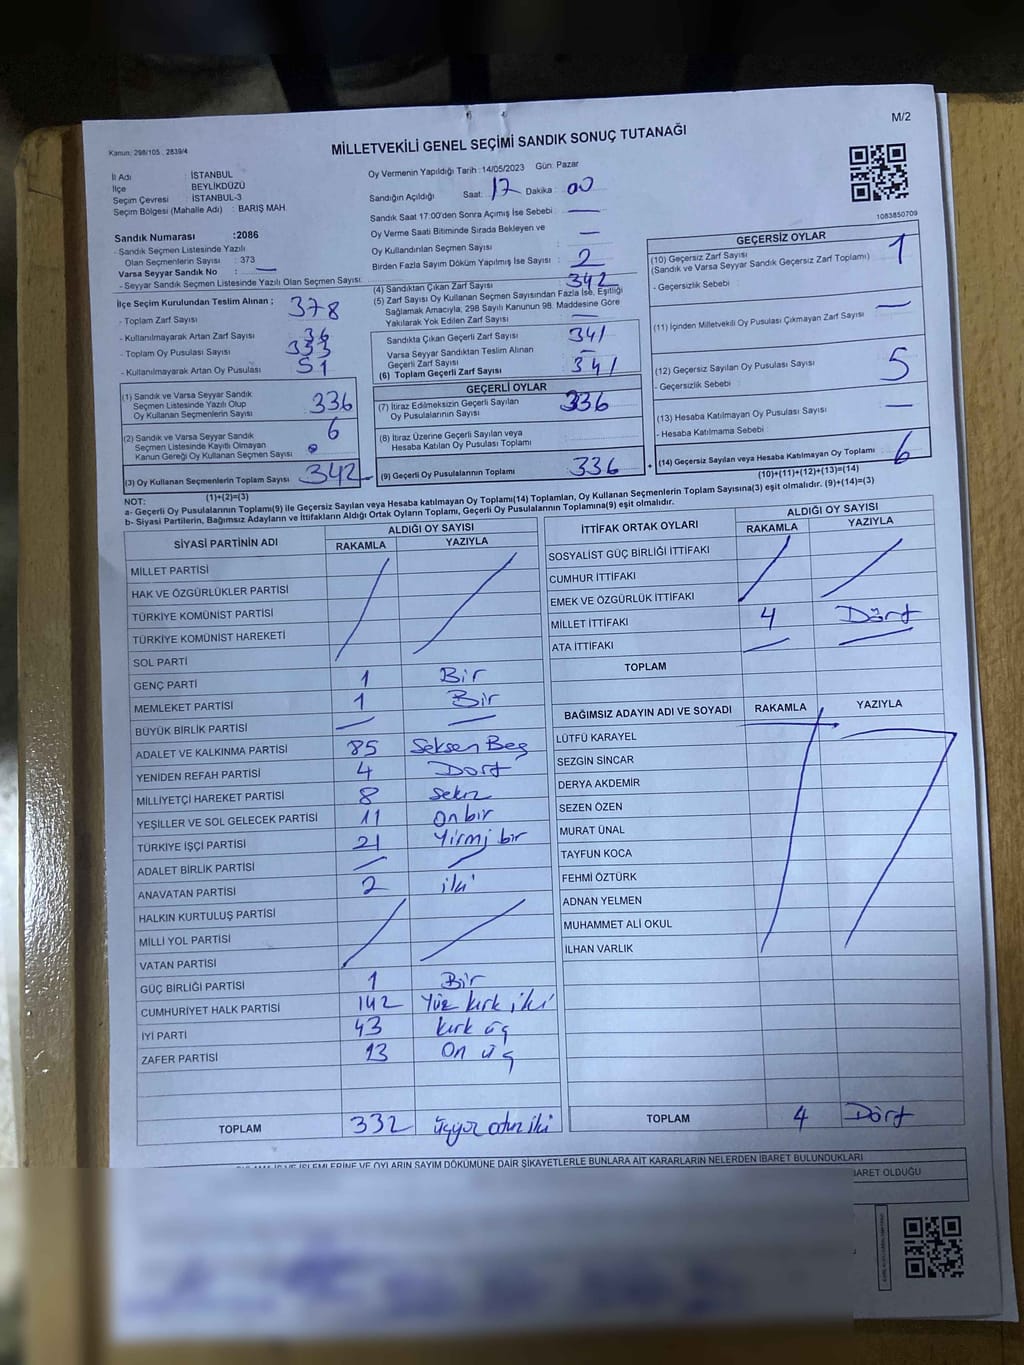 Kanun: 298/105 , 2839/4
MİLLETVEKİLİ GENEL SEÇİMİ SANDIK SONUÇ TUTANAĞI
M/2
İl Adı : İSTANBUL
İlçe BEYLİKDÜZÜ
Seçim Çevresi : İSTANBUL-3
Seçim Bölgesi (Mahalle Adı) : BARIŞ MAH
Sandık Numarası :2086
- Sandık Seçmen Listesinde Yazılı
Olan Seçmenlerin Sayısı : 373
Varsa Seyyar Sandık No : —
- Seyyar Sandık Seçmen Listesinde Yazılı Olan Seçmen Sayısı
İlçe Seçim Kurulundan Teslim Alınan ;
- Toplam Zarf Sayısı 378
- Kullanılmayarak Artan Zarf Sayısı 36
- Toplam Oy Pusulası Sayısı
- Kullanılmayarak Artan Oy Pusulası 51
(1) Sandık ve Varsa Seyyar Sandık
Seçmen Listesinde Yazılı Olup
Oy Kullanan Seçmenlerin Sayısı 336
(2) Sandık ve Varsa Seyyar Sandık
Seçmen Listesinde Kayıtlı Olmayan
Kanun Gereği Oy Kullanan Seçmen Sayısı 6
(3) Oy Kullanan Seçmenlerin Toplam Sayısı 342
(1)+(2)=(3)
Oy Vermenin Yapıldığı Tarih : 14/05/2023 Gün: Pazar
Sandığın Açıldığı Saat: 17 Dakika : 00
Sandık Saat 17:00'den Sonra Açımış İse Sebebi : —
Oy Verme Saati Bitiminde Sırada Bekleyen ve
Oy Kullandırılan Seçmen Sayısı : —
Birden Fazla Sayım Döküm Yapılmış İse Sayısı : 2
(4) Sandıktan Çıkan Zarf Sayısı 342
(5) Zarf Sayısı Oy Kullanan Seçmen Sayısından Fazla İse, Eşitliği
Sağlamak Amacıyla, 298 Sayılı Kanunun 98. Maddesine Göre
Yakılarak Yok Edilen Zarf Sayısı : —
Sandıkta Çıkan Geçerli Zarf Sayısı 341
Varsa Seyyar Sandıktan Teslim Alınan
Geçerli Zarf Sayısı —
(6) Toplam Geçerli Zarf Sayısı 341
GEÇERLİ OYLAR
(7) İtiraz Edilmeksizin Geçerli Sayılan
Oy Pusulalarının Sayısı 336
(8) İtiraz Üzerine Geçerli Sayılan veya
Hesaba Katılan Oy Pusulası Toplamı
(9) Geçerli Oy Pusulalarının Toplamı 336
1083850709
GEÇERSİZ OYLAR
(10) Geçersiz Zarf Sayısı 1
(Sandık ve Varsa Seyyar Sandık Geçersiz Zarf Toplamı)
- Geçersizlik Sebebi :
(11) İçinden Milletvekili Oy Pusulası Çıkmayan Zarf Sayısı —
(12) Geçersiz Sayılan Oy Pusulası Sayısı 5
- Geçersizlik Sebebi :
(13) Hesaba Katılmayan Oy Pusulası Sayısı —
- Hesaba Katılmama Sebebi :
(14) Geçersiz Sayılan veya Hesaba Katılmayan Oy Toplamı 6
(10)+(11)+(12)+(13)=(14)
NOT:
a- Geçerli Oy Pusulalarının Toplamı(9) ile Geçersiz Sayılan veya Hesaba katılmayan Oy Toplamı(14) Toplamları, Oy Kullanan Seçmenlerin Toplam Sayısına(3) eşit olmalıdır. (9)+(14)=(3)
b- Siyasi Partilerin, Bağımsız Adayların ve İttifakların Aldığı Ortak Oyların Toplamı, Geçerli Oy Pusulalarının Toplamına(9) eşit olmalıdır.
SİYASİ PARTİNİN ADI ALDIĞI OY SAYISI
RAKAMLA YAZIYLA
MİLLET PARTİSİ
HAK VE ÖZGÜRLÜKLER PARTİSİ
TÜRKİYE KOMÜNİST PARTİSİ
TÜRKİYE KOMÜNİST HAREKETİ
SOL PARTİ
GENÇ PARTİ 1 Bir
MEMLEKET PARTİSİ 1 Bir
BÜYÜK BİRLİK PARTİSİ — —
ADALET VE KALKINMA PARTİSİ 85 Seksen Beş
YENİDEN REFAH PARTİSİ 4 Dört
MİLLİYETÇİ HAREKET PARTİSİ 8 Sekiz
YEŞİLLER VE SOL GELECEK PARTİSİ 11 On bir
TÜRKİYE İŞÇİ PARTİSİ 21 Yirmi bir
ADALET BİRLİK PARTİSİ — —
ANAVATAN PARTİSİ 2 iki
HALKIN KURTULUŞ PARTİSİ
MİLLİ YOL PARTİSİ
VATAN PARTİSİ
GÜÇ BİRLİĞİ PARTİSİ 1 Bir
CUMHURİYET HALK PARTİSİ 142 Yüz kırk iki
İYİ PARTİ 43 kırk üç
ZAFER PARTİSİ 13 On üç
TOPLAM 332 üçyüz otuz iki
İTTİFAK ORTAK OYLARI ALDIĞI OY SAYISI
RAKAMLA YAZIYLA
SOSYALİST GÜÇ BİRLİĞİ İTTİFAKI
CUMHUR İTTİFAKI
EMEK VE ÖZGÜRLÜK İTTİFAKI
MİLLET İTTİFAKI 4 Dört
ATA İTTİFAKI — —
TOPLAM
BAĞIMSIZ ADAYIN ADI VE SOYADI RAKAMLA YAZIYLA
LÜTFÜ KARAYEL
SEZGİN SİNCAR
DERYA AKDEMİR
SEZEN ÖZEN
MURAT ÜNAL
TAYFUN KOCA
FEHMİ ÖZTÜRK
ADNAN YELMEN
MUHAMMET ALİ OKUL
İLHAN VARLIK
TOPLAM 4 Dört
İŞLEMLERİNE VE OYLARIN SAYIM DÖKÜMÜNE DAİR ŞİKAYETLERLE BUNLARA AİT KARARLARIN NELERDEN İBARET BULUNDUKLARI
İBARET OLDUĞU